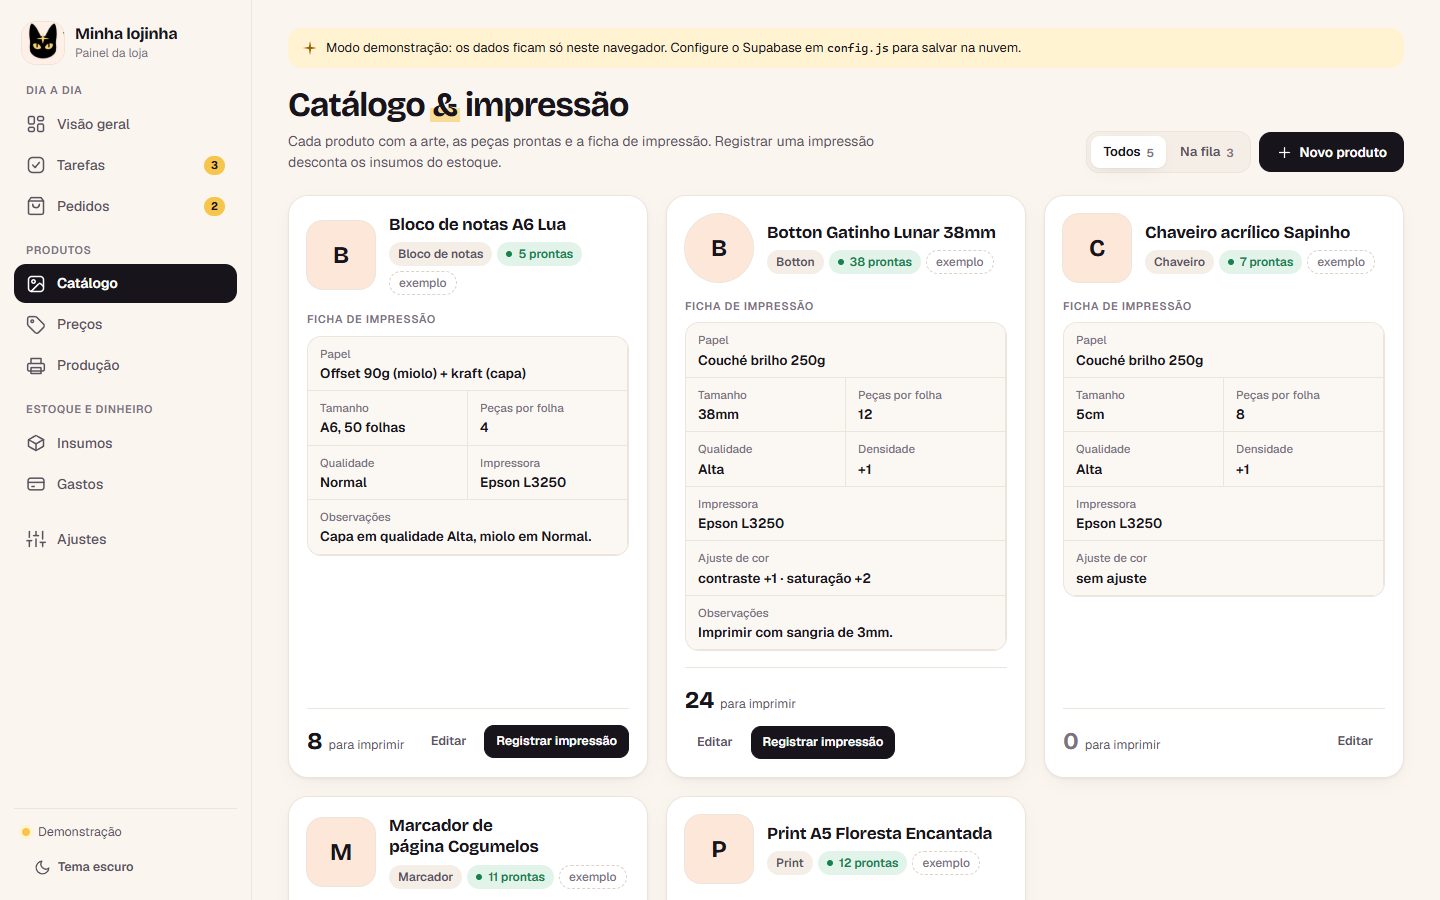 Minha lojinha
Painel da loja
DIA A DIA
Visão geral
Tarefas 3
Pedidos 2
PRODUTOS
Catálogo
Preços
Produção
ESTOQUE E DINHEIRO
Insumos
Gastos
Ajustes
Demonstração
Tema escuro
Modo demonstração: os dados ficam só neste navegador. Configure o Supabase em config.js para salvar na nuvem.
Catálogo & impressão
Cada produto com a arte, as peças prontas e a ficha de impressão. Registrar uma impressão
desconta os insumos do estoque.
Todos 5
Na fila 3
Novo produto
B
Bloco de notas A6 Lua
Bloco de notas
5 prontas
exemplo
FICHA DE IMPRESSÃO
Papel
Offset 90g (miolo) + kraft (capa)
Tamanho
A6, 50 folhas
Peças por folha
4
Qualidade
Normal
Impressora
Epson L3250
Observações
Capa em qualidade Alta, miolo em Normal.
8 para imprimir
Editar
Registrar impressão
B
Botton Gatinho Lunar 38mm
Botton
38 prontas
exemplo
FICHA DE IMPRESSÃO
Papel
Couché brilho 250g
Tamanho
38mm
Peças por folha
12
Qualidade
Alta
Densidade
+1
Impressora
Epson L3250
Ajuste de cor
contraste +1 · saturação +2
Observações
Imprimir com sangria de 3mm.
24 para imprimir
Editar
Registrar impressão
C
Chaveiro acrílico Sapinho
Chaveiro
7 prontas
exemplo
FICHA DE IMPRESSÃO
Papel
Couché brilho 250g
Tamanho
5cm
Peças por folha
8
Qualidade
Alta
Densidade
+1
Impressora
Epson L3250
Ajuste de cor
sem ajuste
0 para imprimir
Editar
M
Marcador de
página Cogumelos
Marcador
11 prontas
exemplo
P
Print A5 Floresta Encantada
Print
12 prontas
exemplo